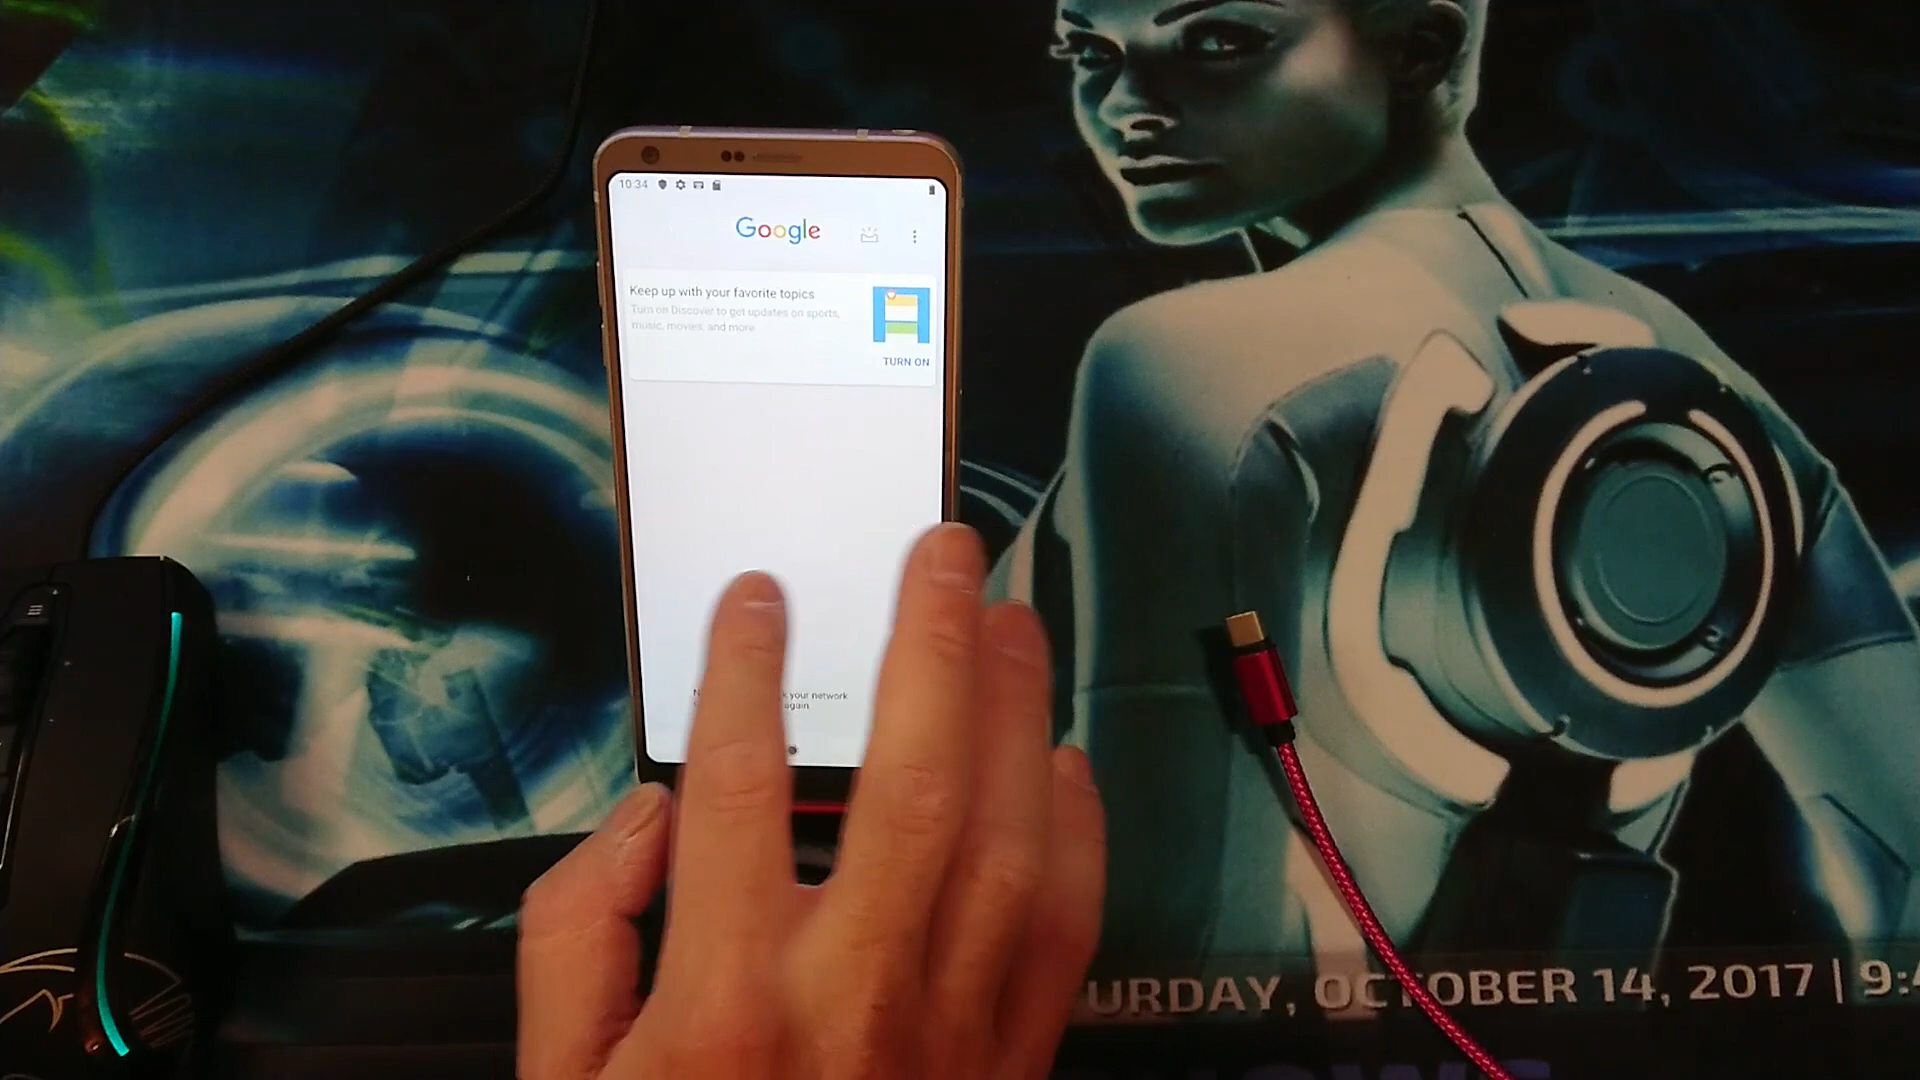 10:34
Google
Keep up with your favorite topics
Turn on Discover to get updates on sports,
music, movies, and more
TURN ON
your network
again.
URDAY, OCTOBER 14, 2017 | 9:4